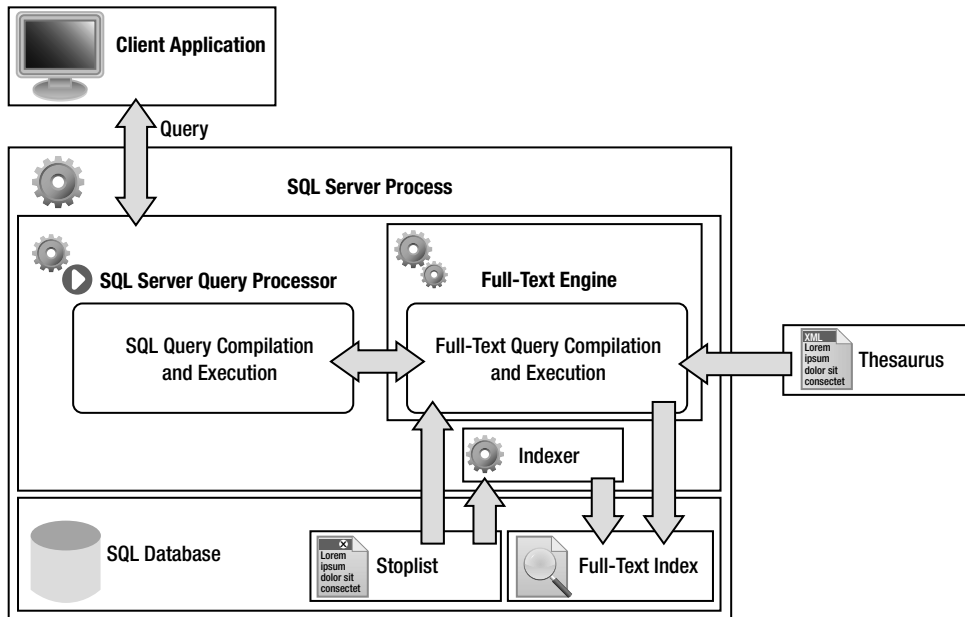 Client Application
Query
SQL Server Process
SQL Server Query Processor
Full-Text Engine
SQL Query Compilation
and Execution
Full-Text Query Compilation
and Execution
XML
Lorem
ipsum
dolor sit
consectet
Thesaurus
Indexer
SQL Database
Lorem
ipsum
dolor sit
consectet
Stoplist
Full-Text Index